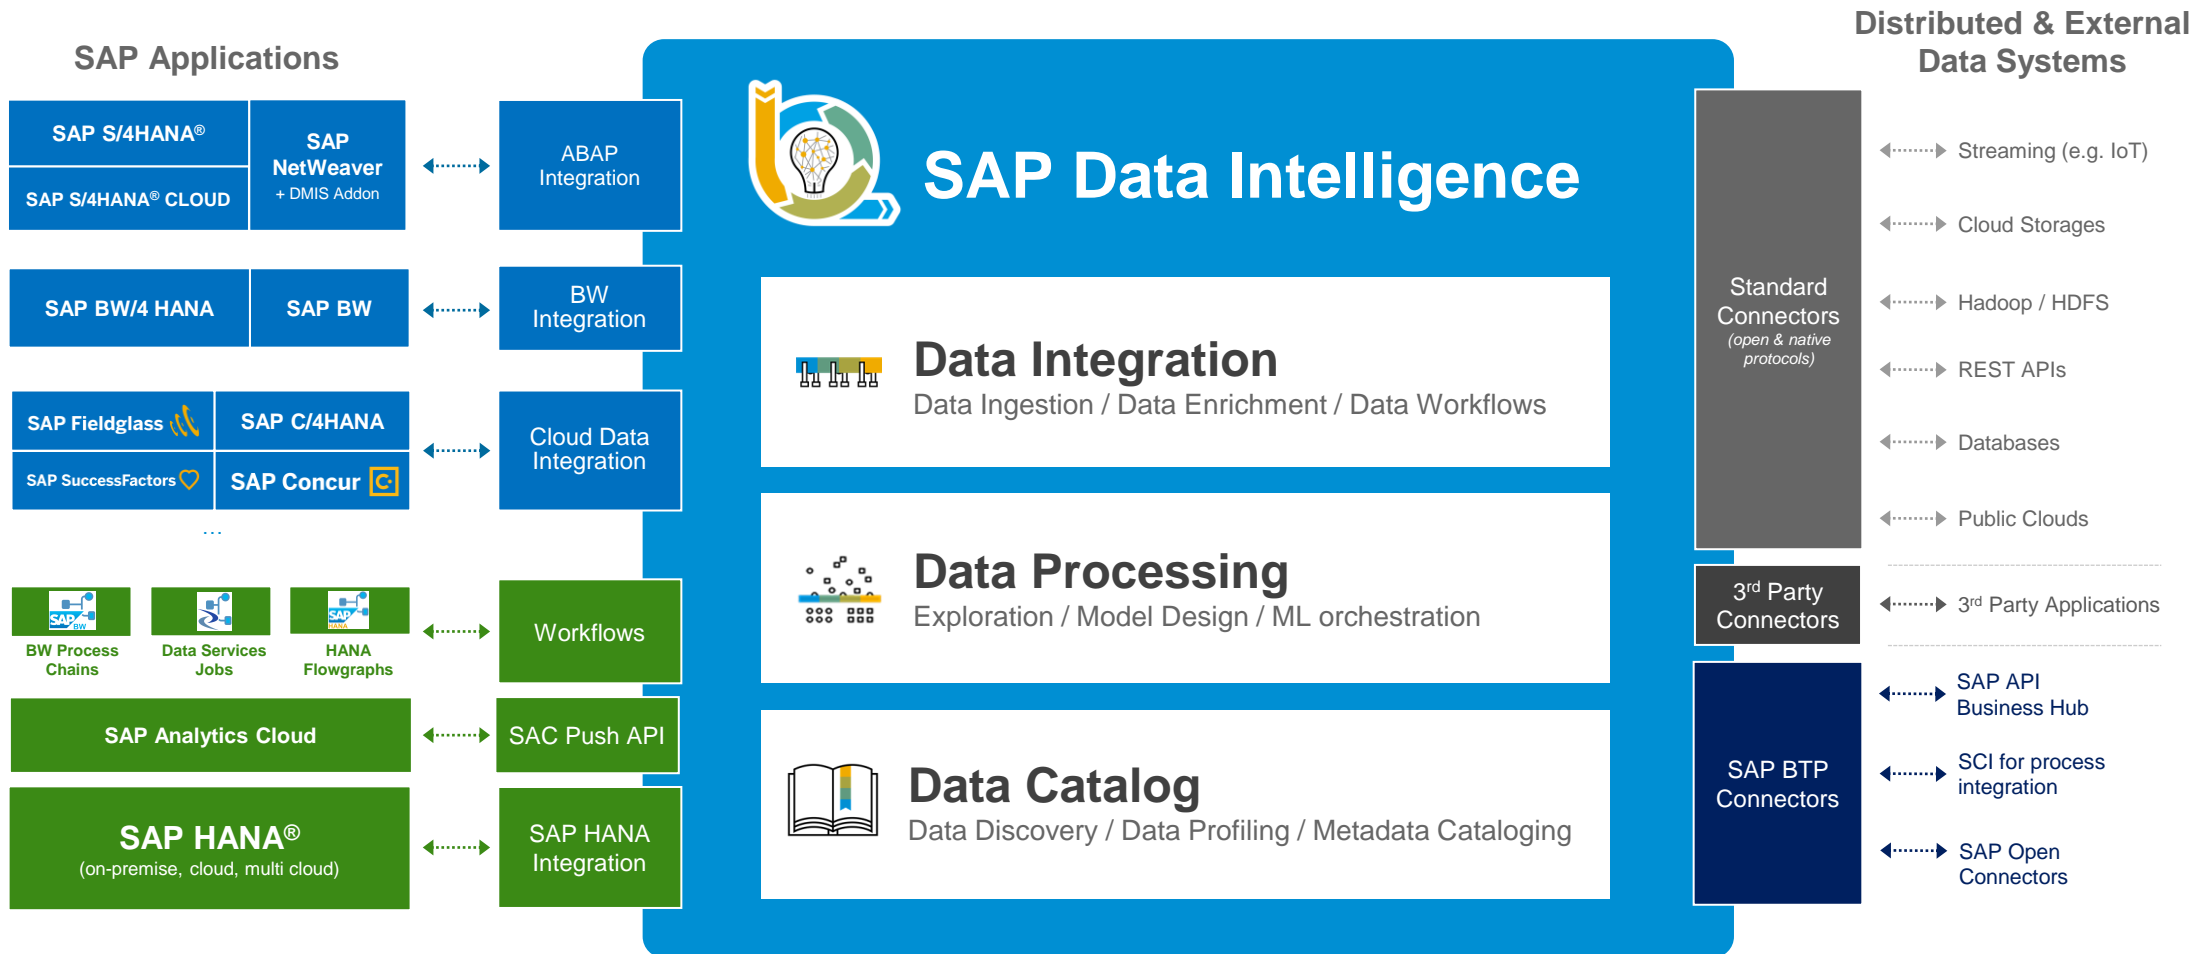 SAP Applications
SAP S/4HANA®
SAP S/4HANA® CLOUD
SAP
NetWeaver
+ DMIS Addon
ABAP
Integration
SAP BW/4 HANA
SAP BW
BW
Integration
SAP Fieldglass
SAP C/4HANA
SAP SuccessFactors
SAP Concur C·
Cloud Data
Integration
...
SAP BW
SAP HANA
BW Process
Chains
Data Services
Jobs
HANA
Flowgraphs
Workflows
SAP Analytics Cloud
SAC Push API
SAP HANA®
(on-premise, cloud, multi cloud)
SAP HANA
Integration
SAP Data Intelligence
Data Integration
Data Ingestion / Data Enrichment / Data Workflows
Data Processing
Exploration / Model Design / ML orchestration
Data Catalog
Data Discovery / Data Profiling / Metadata Cataloging
Distributed & External
Data Systems
Standard
Connectors
(open & native
protocols)
Streaming (e.g. IoT)
Cloud Storages
Hadoop / HDFS
REST APIs
Databases
Public Clouds
3rd Party
Connectors
3rd Party Applications
SAP BTP
Connectors
SAP API
Business Hub
SCI for process
integration
SAP Open
Connectors